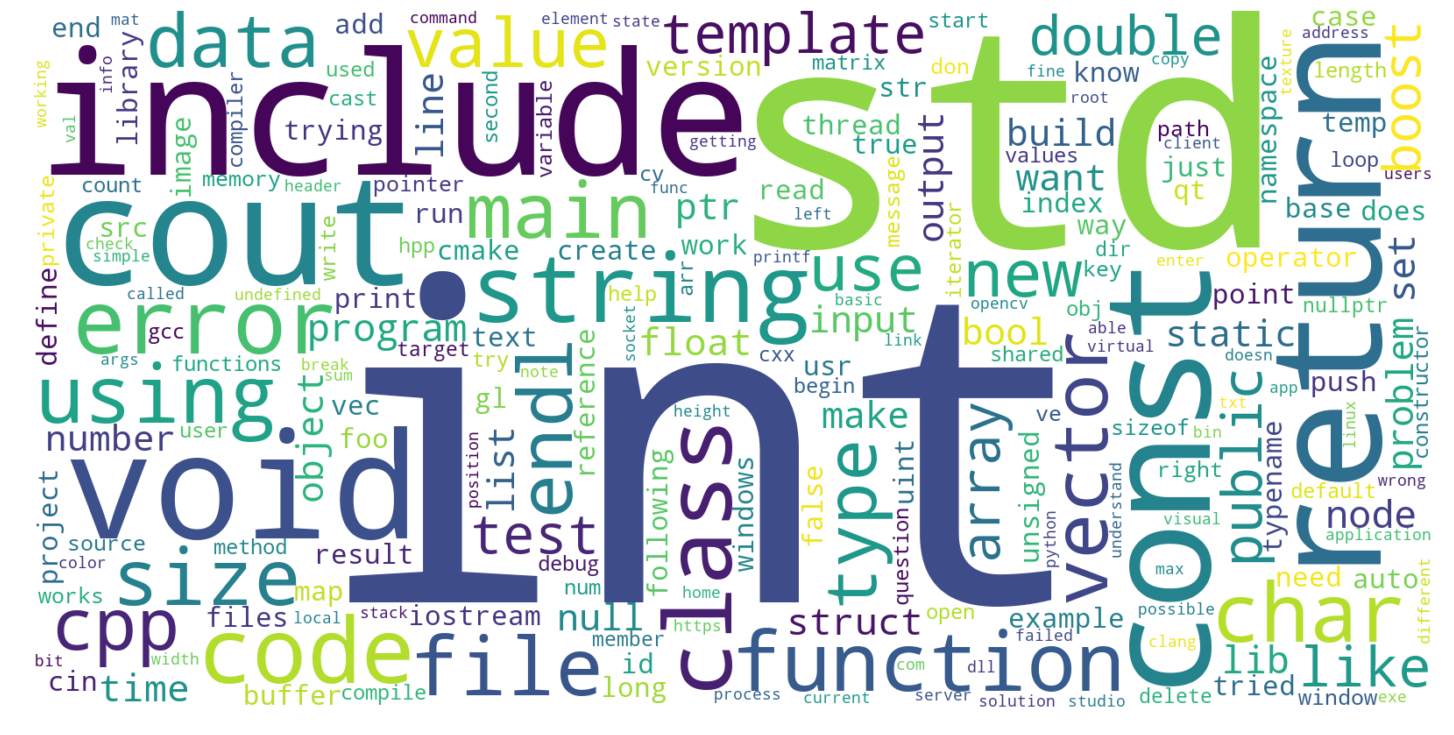 end
mat
add
command
element
state
start
case
address
working
info
library
data
used
value
template
version
matrix
don
double
fine
copy
know
texture
length
val
compiler
cast
line
second
variable
str
root
include
std
trying
getting
thread
true
build
values
path
client
namespace
temp
return
boost
loop
users
private
count
image
memory
header
pointer
cv
func
read
left
message
output
want
index
just
qt
base
does
cout
src
check
simple
write
hpp
run
main
cmake
create
ptr
work
printf
iterator
way
dir
key
enter
operator
set
define
called
undefined
print
string
help
arr
use
basic
new
opencv
obj
const
point
nullptr
error
gcc
program
text
socket
input
link
bool
able
static
args
functions
break
sum
target
try
note
float
cxx
usr
begin
shared
virtual
doesn
app
push
problem
constructor
using
user
object
vec
foo
gl
endl
reference
int
height
make
array
ve
vector
sizeof
txt
bin
public
linux
number
void
list
position
class
following
windows
false
type
uint
question
unsigned
python
understand
right
visual
typename
default
wrong
node
application
project
source
color
method
result
test
debug
max
works
size
map
num
home
need
auto
different
cpp
files
local
stack
iostream
null
member
https
struct
open
example
failed
possible
clang
char
bit
width
code
file
id
function
com
dll
lib
like
cin
time
buffer
compile
long
process
current
server
solution
studio
delete
tried
window
exe